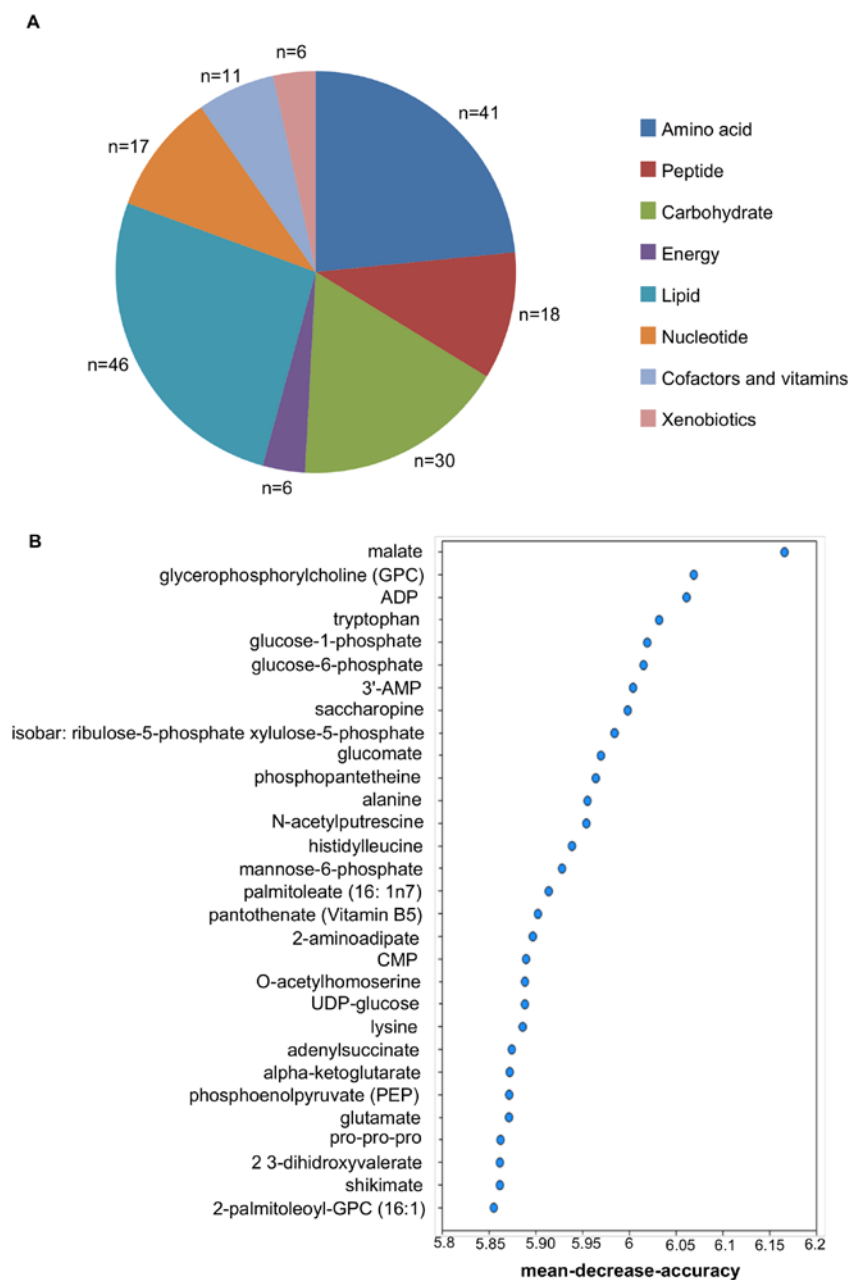 A
n=6
n=11
n=41
n=17
n=18
n=46
n=30
n=6
Amino acid
Peptide
Carbohydrate
Energy
Lipid
Nucleotide
Cofactors and vitamins
Xenobiotics
B
malate
glycerophosphorylcholine (GPC)
ADP
tryptophan
glucose-1-phosphate
glucose-6-phosphate
3'-AMP
saccharopine
isobar: ribulose-5-phosphate xylulose-5-phosphate
glucomate
phosphopantetheine
alanine
N-acetylputrescine
histidylleucine
mannose-6-phosphate
palmitoleate (16: 1n7)
pantothenate (Vitamin B5)
2-aminoadipate
CMP
O-acetylhomoserine
UDP-glucose
lysine
adenylsuccinate
alpha-ketoglutarate
phosphoenolpyruvate (PEP)
glutamate
pro-pro-pro
2 3-dihidroxyvalerate
shikimate
2-palmitoleoyl-GPC (16:1)
5.8 5.85 5.90 5.95 6 6.05 6.1 6.15 6.2
mean-decrease-accuracy